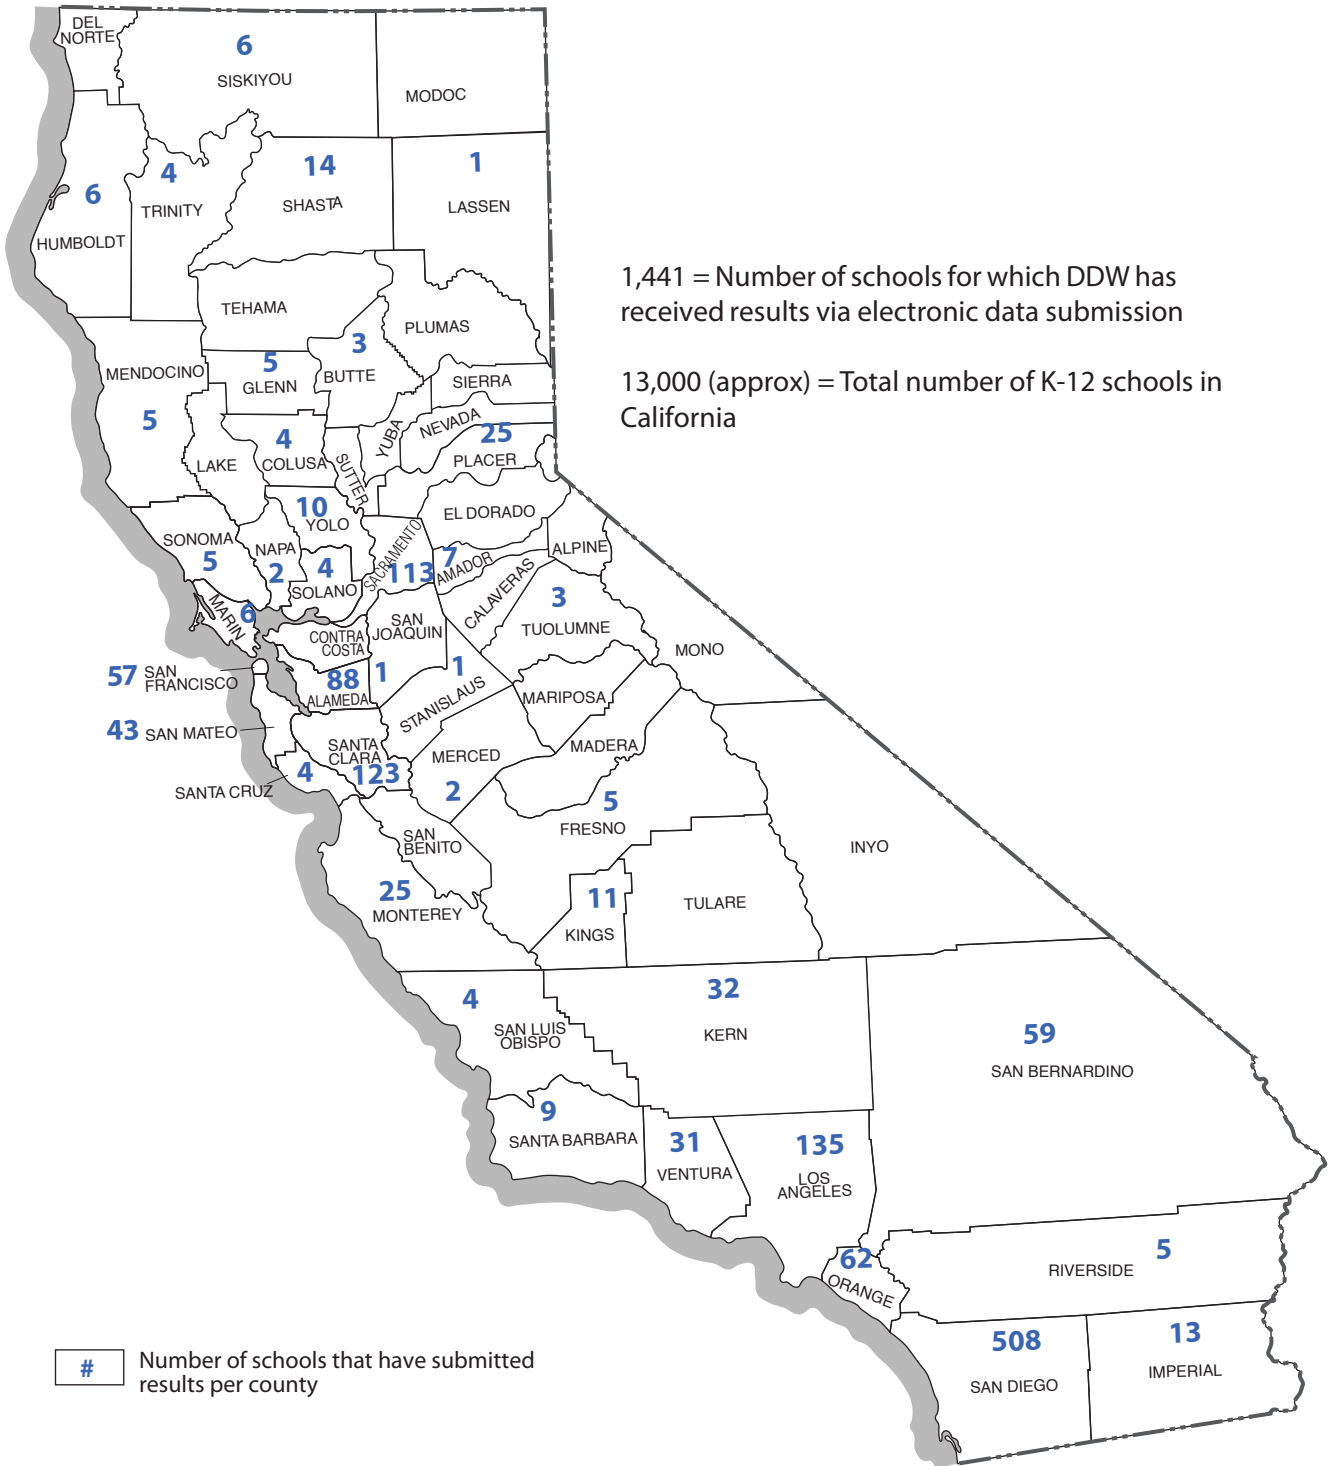 DEL
NORTE
6
SISKIYOU
MODOC
6
HUMBOLDT
4
TRINITY
14
SHASTA
1
LASSEN
1,441 = Number of schools for which DDW has
received results via electronic data submission
13,000 (approx) = Total number of K-12 schools in
California
TEHAMA
PLUMAS
MENDOCINO
5
5
GLENN
3
BUTTE
SIERRA
NEVADA
YUBA
25
PLACER
LAKE
4
COLUSA
SUTTER
10
YOLO
EL DORADO
SONOMA
5
NAPA
2
4
SOLANO
SACRAMENTO
113
7
AMADOR
ALPINE
CALAVERAS
MARIN
6
CONTRA
COSTA
SAN
JOAQUIN
1
3
TUOLUMNE
MONO
57
SAN
FRANCISCO
88
ALAMEDA
1
STANISLAUS
MARIPOSA
43
SAN MATEO
SANTA
CLARA
123
MERCED
2
MADERA
4
SANTA CRUZ
5
FRESNO
SAN
BENITO
INYO
25
MONTEREY
11
KINGS
TULARE
4
SAN LUIS
OBISPO
32
KERN
59
SAN BERNARDINO
9
SANTA BARBARA
31
VENTURA
135
LOS
ANGELES
62
ORANGE
5
RIVERSIDE
508
SAN DIEGO
13
IMPERIAL
#
Number of schools that have submitted
results per county